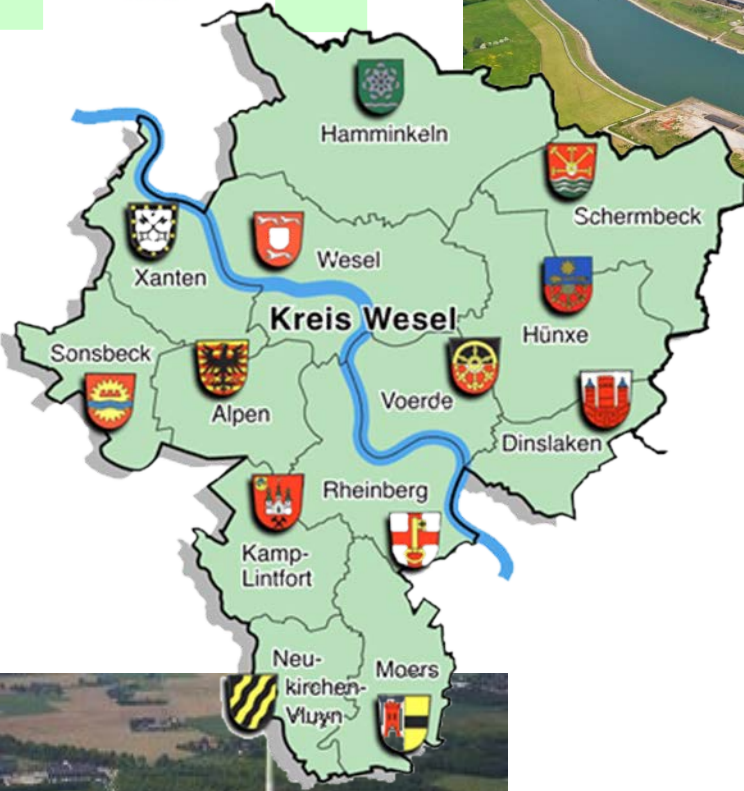 Hamminkeln
Schermbeck
Wesel
Xanten
Kreis Wesel
Hünxe
Sonsbeck
Alpen
Voerde
Dinslaken
Rheinberg
Kamp-
Lintfort
Neu-
kirchen-
Vluyn
Moers